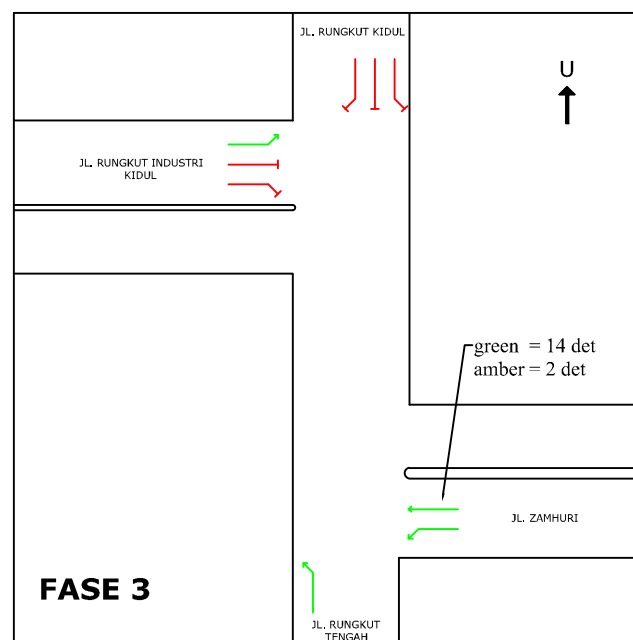 JL. RUNGKUT KIDUL
U
JL. RUNGKUT INDUSTRI
KIDUL
green = 14 det
amber = 2 det
JL. ZAMHURI
FASE 3
JL. RUNGKUT
TENGAH